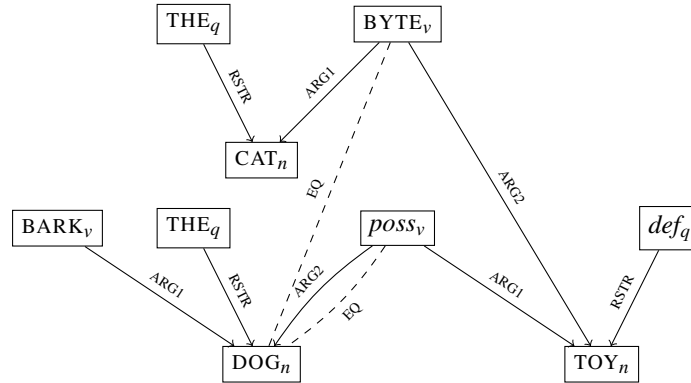 THEq BYTEv
RSTR ARG1
CATn
EQ ARG2
BARKv THEq possv defq
ARG1 RSTR ARG2 EQ ARG1 RSTR
DOGn TOYn